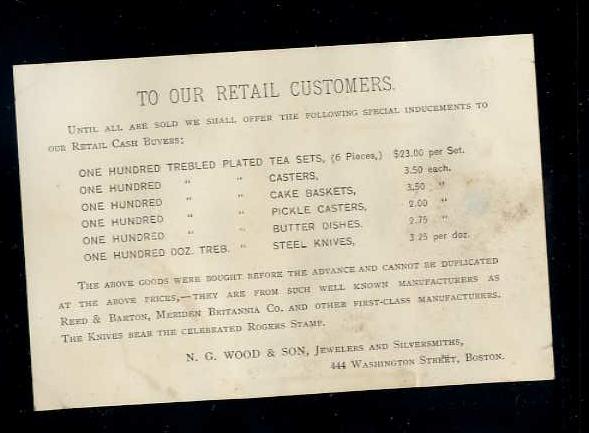 TO OUR RETAIL CUSTOMERS.
UNTIL ALL ARE SOLD WE SHALL OFFER THE FOLLOWING SPECIAL INDUCEMENTS TO
OUR RETAIL CASH BUYERS:
ONE HUNDRED TREBLED PLATED TEA SETS, (6 Pieces,) $23.00 per Set.
ONE HUNDRED " " CASTERS, 3.50 each.
ONE HUNDRED " " CAKE BASKETS, 3.50 "
ONE HUNDRED " " PICKLE CASTERS, 2.00 "
ONE HUNDRED " " BUTTER DISHES. 2.75 "
ONE HUNDRED DOZ. TREB. " STEEL KNIVES, 3.25 per doz.
THE ABOVE GOODS WERE BOUGHT BEFORE THE ADVANCE AND CANNOT BE DUPLICATED
AT THE ABOVE PRICES,—THEY ARE FROM SUCH WELL KNOWN MANUFACTURERS AS
REED & BARTON, MERIDEN BRITANNIA CO. AND OTHER FIRST-CLASS MANUFACTURERS.
THE KNIVES BEAR THE CELEBRATED ROGERS STAMP.
N. G. WOOD & SON, JEWELERS AND SILVERSMITHS,
444 WASHINGTON STREET, BOSTON.